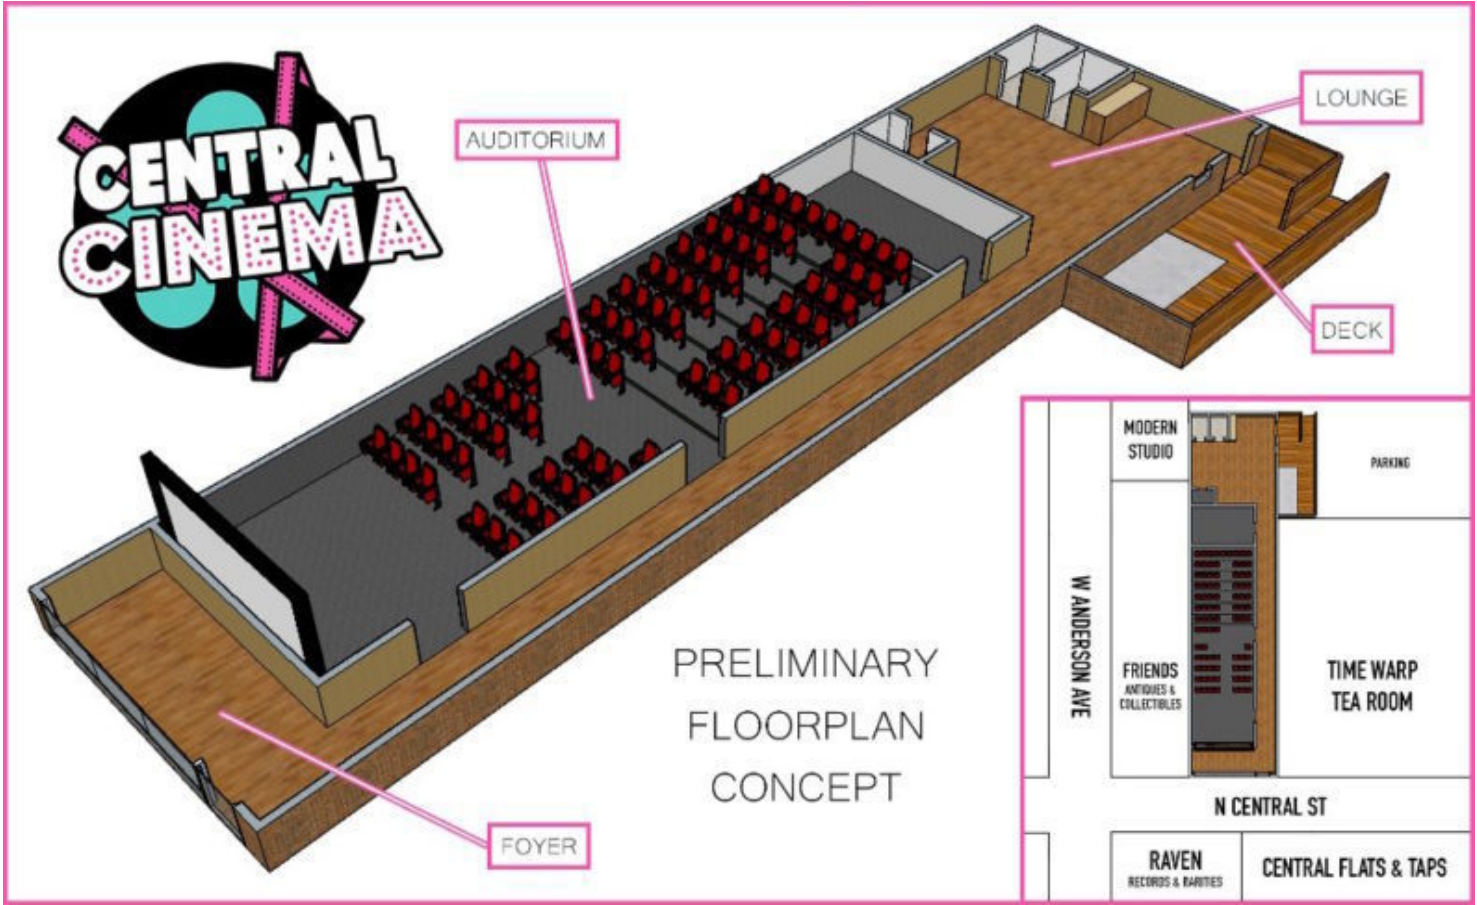 CENTRAL
CINEMA
AUDITORIUM
LOUNGE
DECK
FOYER
PRELIMINARY
FLOORPLAN
CONCEPT
MODERN
STUDIO
PARKING
W ANDERSON AVE
FRIENDS
ANTIQUES &
COLLECTIBLES
TIME WARP
TEA ROOM
N CENTRAL ST
RAVEN
RECORDS & RARITIES
CENTRAL FLATS & TAPS